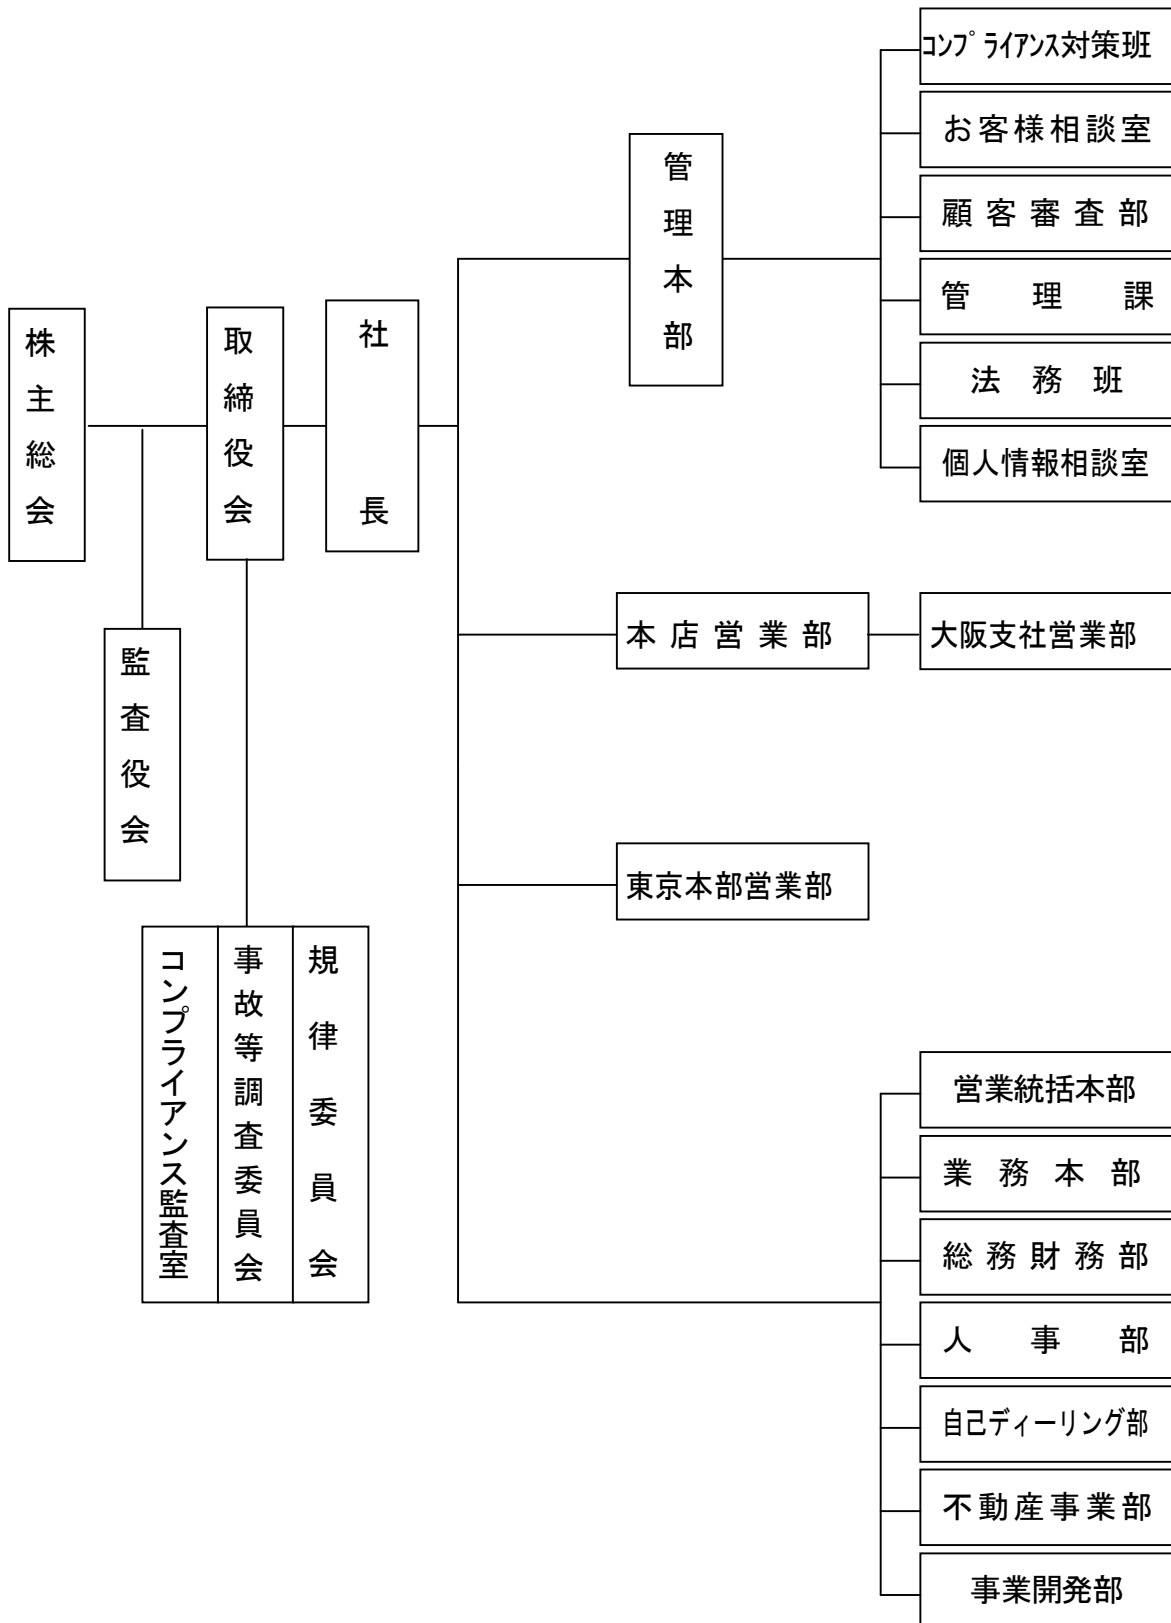 株主総会
取締役会
社長
監査役会
コンプライアンス監査室
事故等調査委員会
規律委員会
管理本部
コンプライアンス対策班
お客様相談室
顧客審査部
管理課
法務班
個人情報相談室
本店営業部
大阪支社営業部
東京本部営業部
営業統括本部
業務本部
総務財務部
人事部
自己ディーリング部
不動産事業部
事業開発部